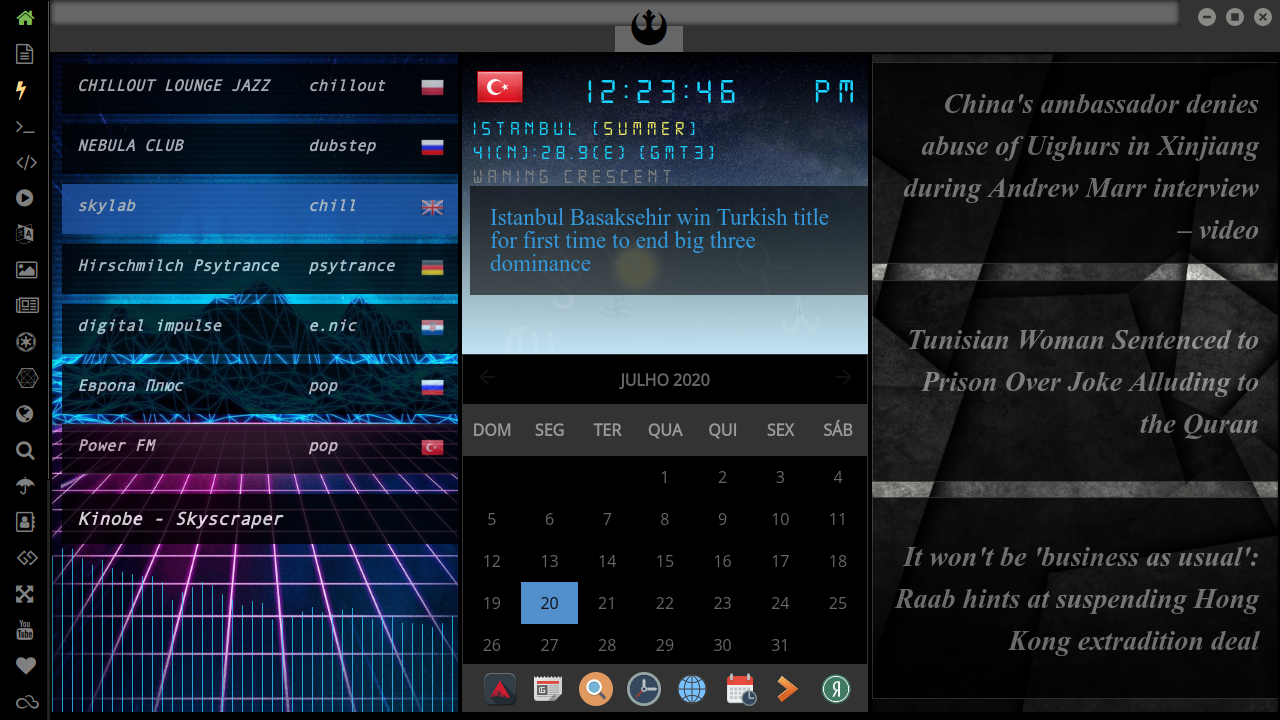 CHILLOUT LOUNGE JAZZ chillout
NEBULA CLUB dubstep
skylab chill
Hirschmilch Psytrance psytrance
digital impulse e.nic
Европа Плюс pop
Power FM pop
Kinobe - Skyscraper
12:23:46 PM
ISTANBUL (SUMMER)
41(N):28.9(E) (GMT3)
WANING CRESCENT
Istanbul Basaksehir win Turkish title
for first time to end big three
dominance
JULHO 2020
DOM SEG TER QUA QUI SEX SÁB
1 2 3 4
5 6 7 8 9 10 11
12 13 14 15 16 17 18
19 20 21 22 23 24 25
26 27 28 29 30 31
China's ambassador denies
abuse of Uighurs in Xinjiang
during Andrew Marr interview
– video
Tunisian Woman Sentenced to
Prison Over Joke Alluding to
the Quran
It won't be 'business as usual':
Raab hints at suspending Hong
Kong extradition deal
You
Tube
Я